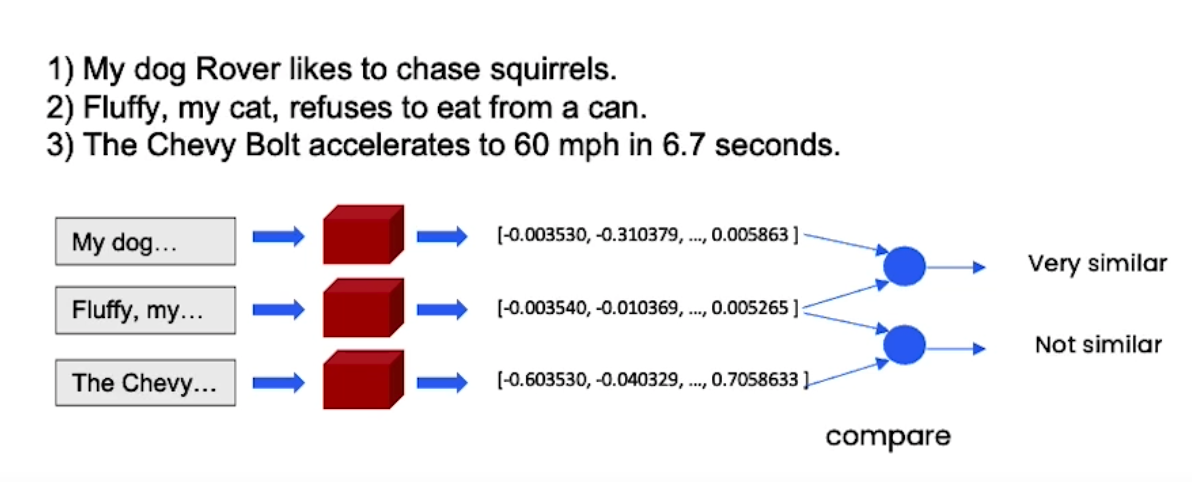 1) My dog Rover likes to chase squirrels.
2) Fluffy, my cat, refuses to eat from a can.
3) The Chevy Bolt accelerates to 60 mph in 6.7 seconds.
My dog...
[-0.003530, -0.310379, ..., 0.005863 ]
Very similar
Fluffy, my...
[-0.003540, -0.010369, ..., 0.005265 ]
Not similar
The Chevy...
[-0.603530, -0.040329, ..., 0.7058633 ]
compare